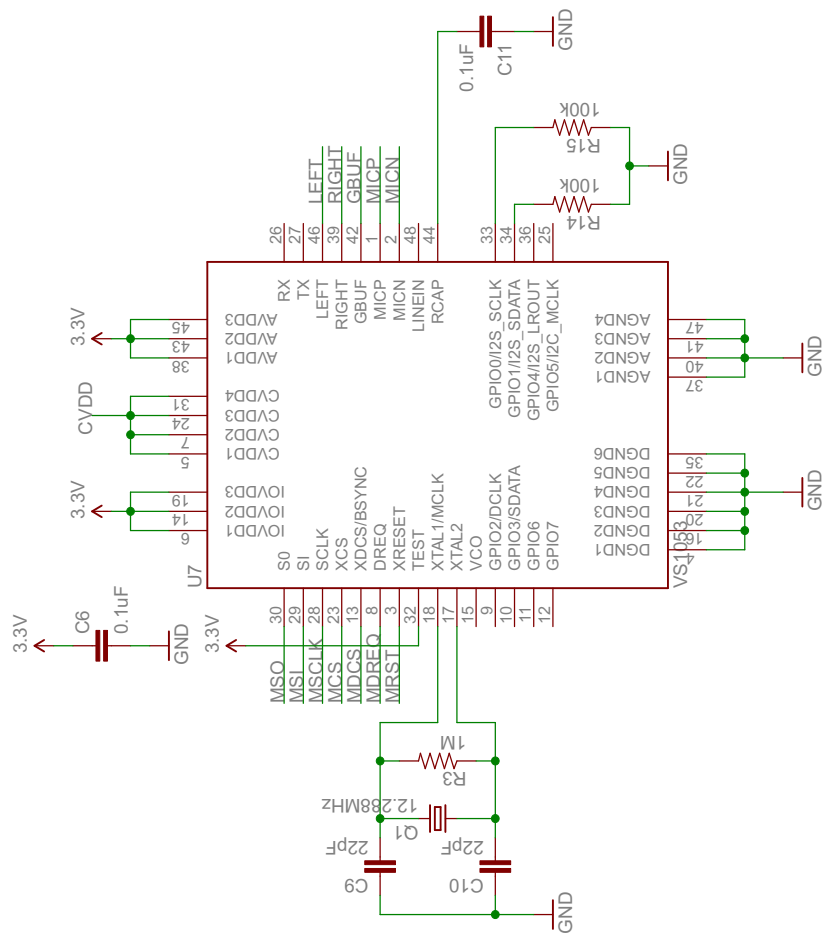 0.1uF
C11
GND
100k
R15
100k
R14
GND
LEFT
RIGHT
GBUF
MICP
MICN
26
27
46
39
42
1
2
48
44
33
34
36
25
RX
TX
LEFT
RIGHT
GBUF
MICP
MICN
LINEIN
RCAP
GPIO0/I2S_SCLK
GPIO1/I2S_SDATA
GPIO4/I2S_LROUT
GPIO5/I2C_MCLK
3.3V
45
AVDD3
43
AVDD2
38
AVDD1
CVDD
31
CVDD4
24
CVDD3
7
CVDD2
5
CVDD1
3.3V
19
IOVDD3
14
IOVDD2
6
IOVDD1
AGND4
47
AGND3
41
AGND2
40
AGND1
37
GND
DGND6
35
DGND5
22
DGND4
21
DGND3
20
DGND2
16
DGND1
4
GND
U7
VS1053
S0
SI
SCLK
XCS
XDCS/BSYNC
DREQ
XRESET
TEST
XTAL1/MCLK
XTAL2
VCO
GPIO2/DCLK
GPIO3/SDATA
GPIO6
GPIO7
30
29
28
23
13
8
3
32
18
17
15
9
10
11
12
3.3V
C6
0.1uF
GND
3.3V
MSO
MSI
MSCLK
MCS
MDCS
MDREQ
MRST
1M
R3
12.288MHz
Q1
22pF
C9
22pF
C10
GND